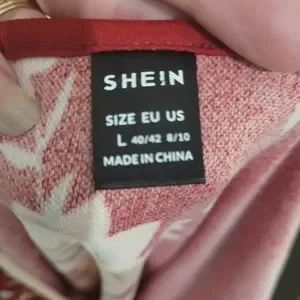 SHEIN
SIZE EU US
L 40/42 8/10
MADE IN CHINA